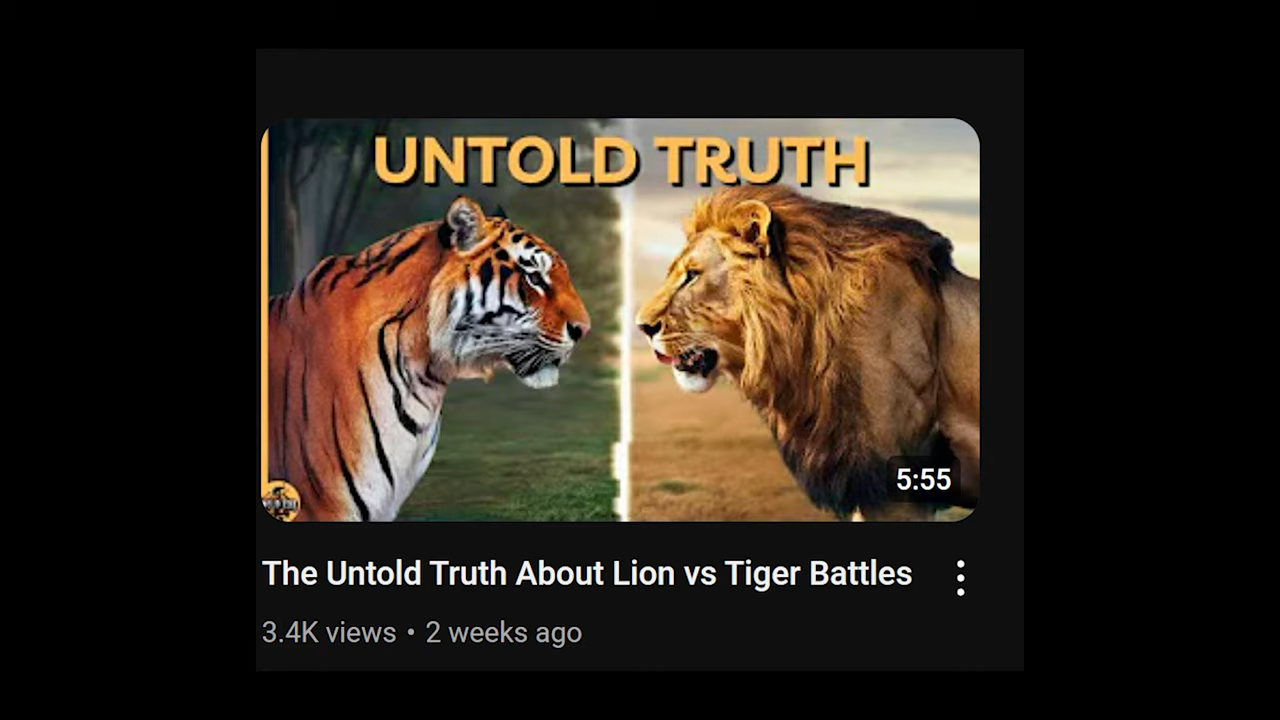 UNTOLD TRUTH
5:55
The Untold Truth About Lion vs Tiger Battles
3.4K views • 2 weeks ago